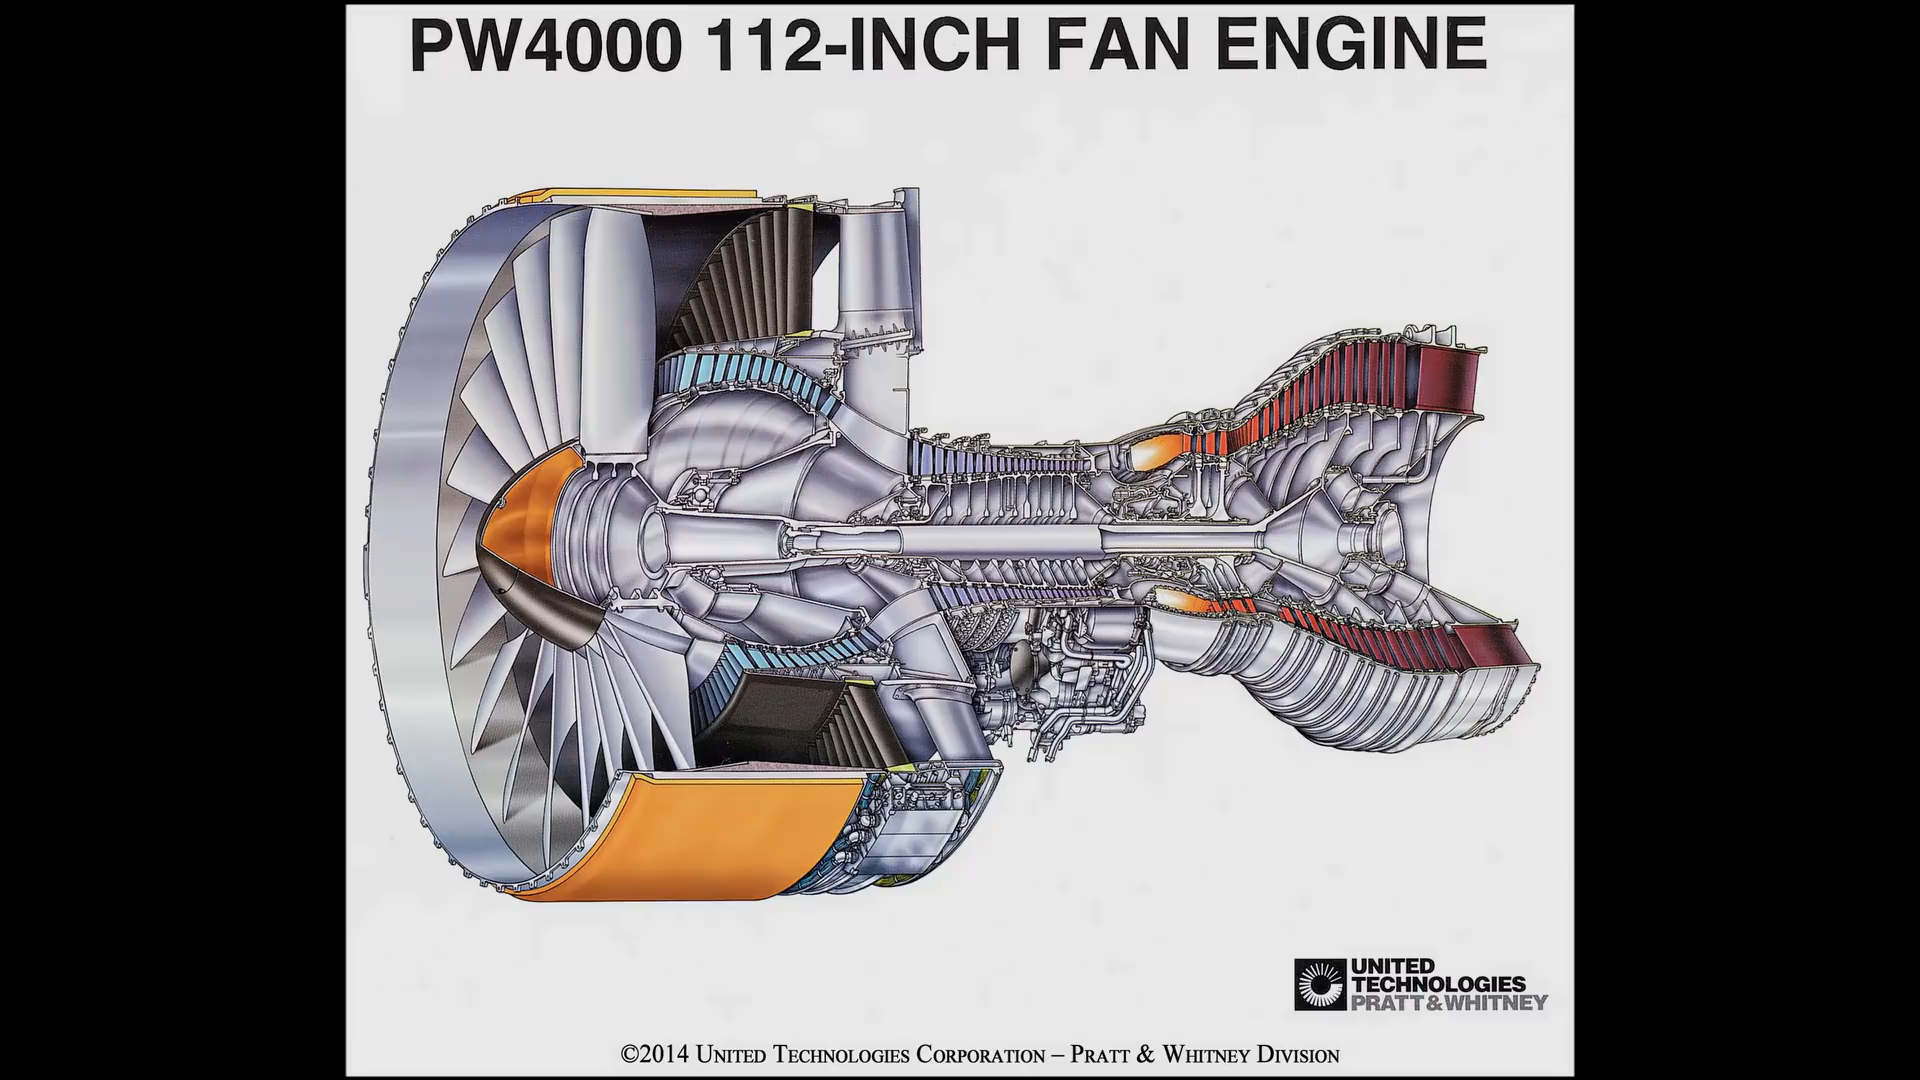 PW4000 112-INCH FAN ENGINE
UNITED
TECHNOLOGIES
PRATT & WHITNEY
©2014 UNITED TECHNOLOGIES CORPORATION – PRATT & WHITNEY DIVISION